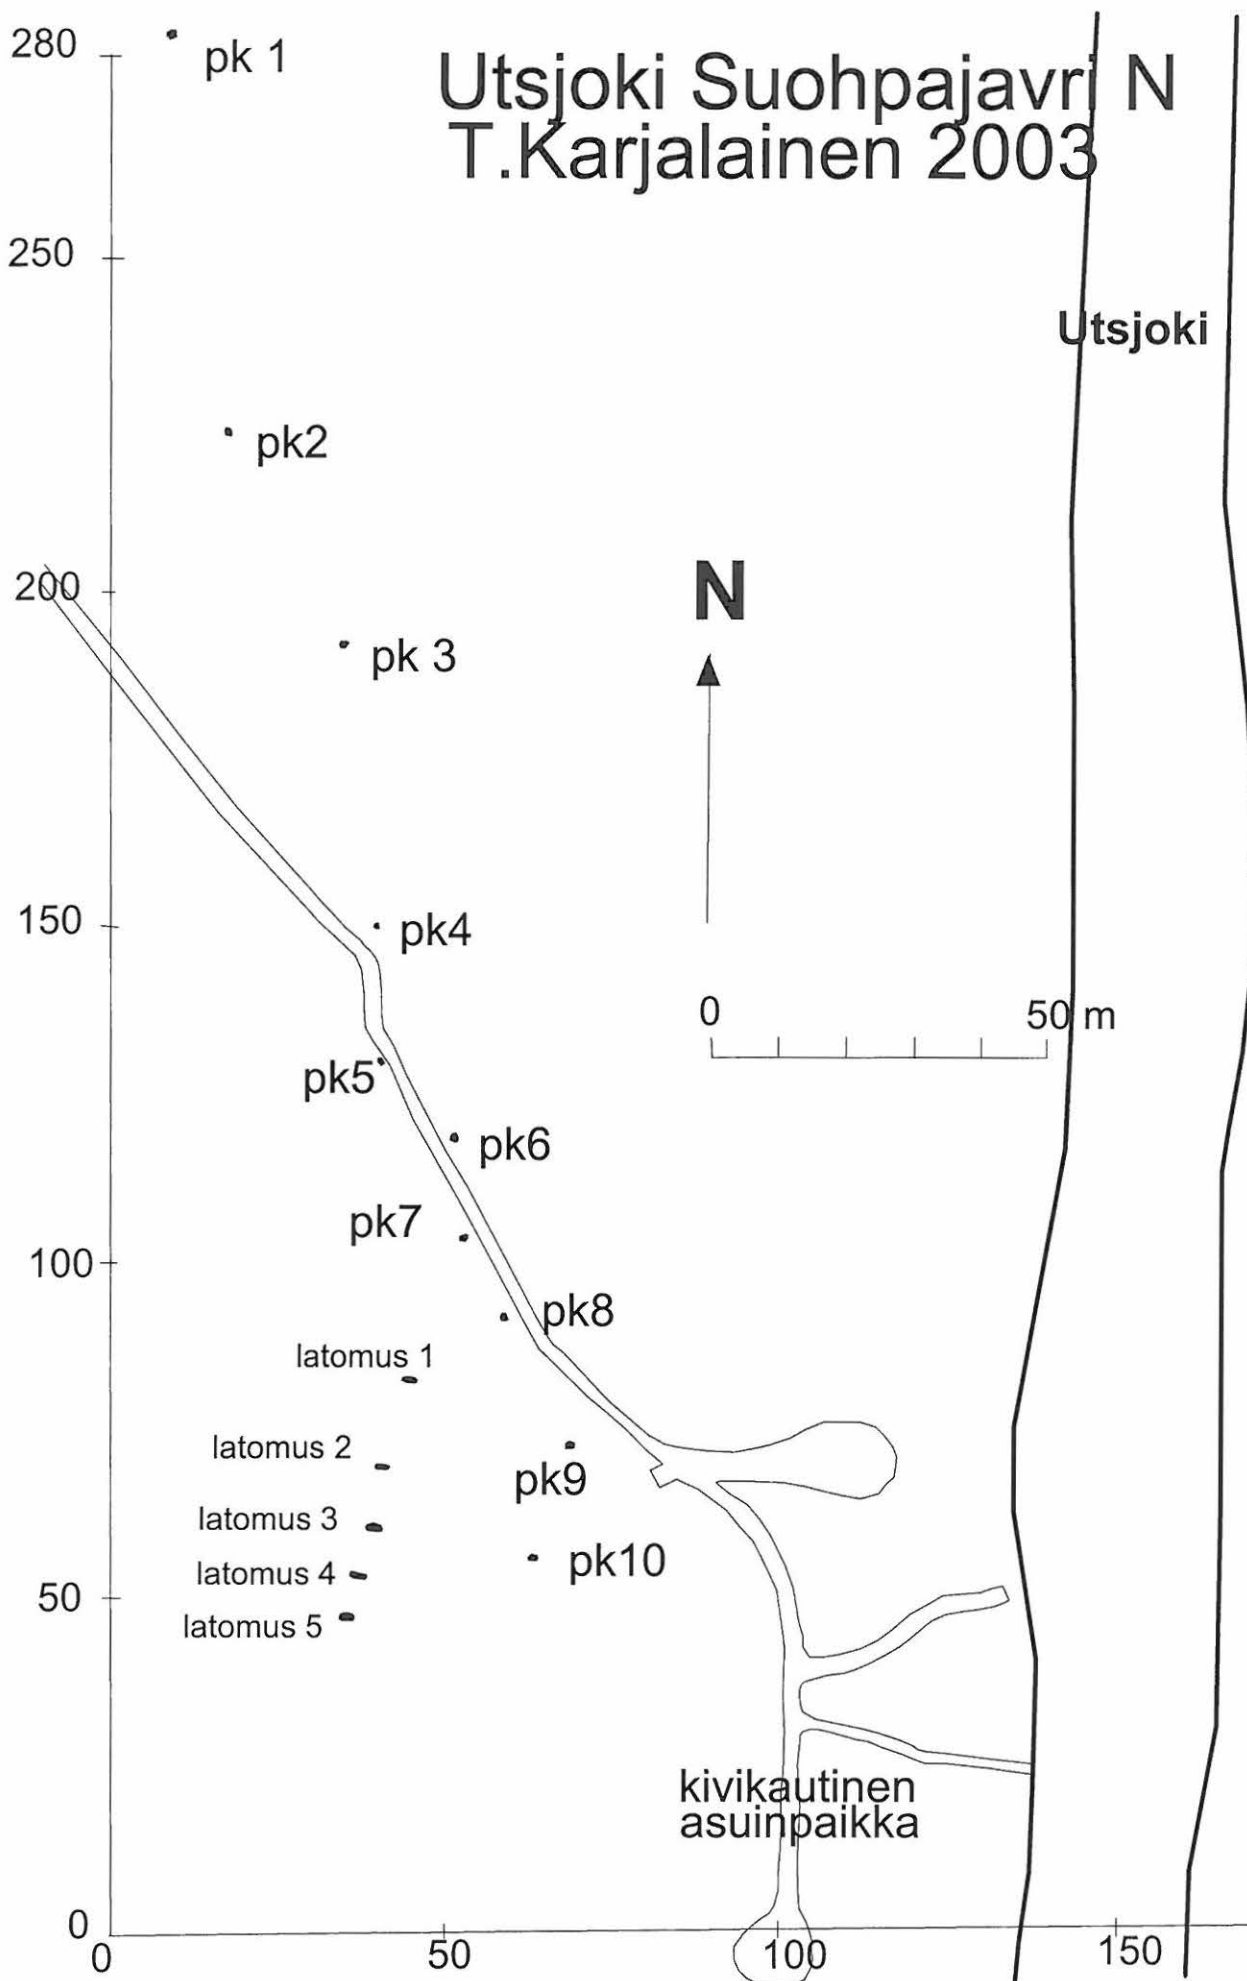 280
pk 1
Utsjoki Suohpajavri N
T.Karjalainen 2003
250
Utsjoki
pk2
200
N
pk 3
150
pk4
0
50 m
pk5
pk6
pk7
100
pk8
latomus 1
latomus 2
pk9
latomus 3
pk10
latomus 4
50
latomus 5
kivikautinen
asuinpaikka
0
0
50
100
150